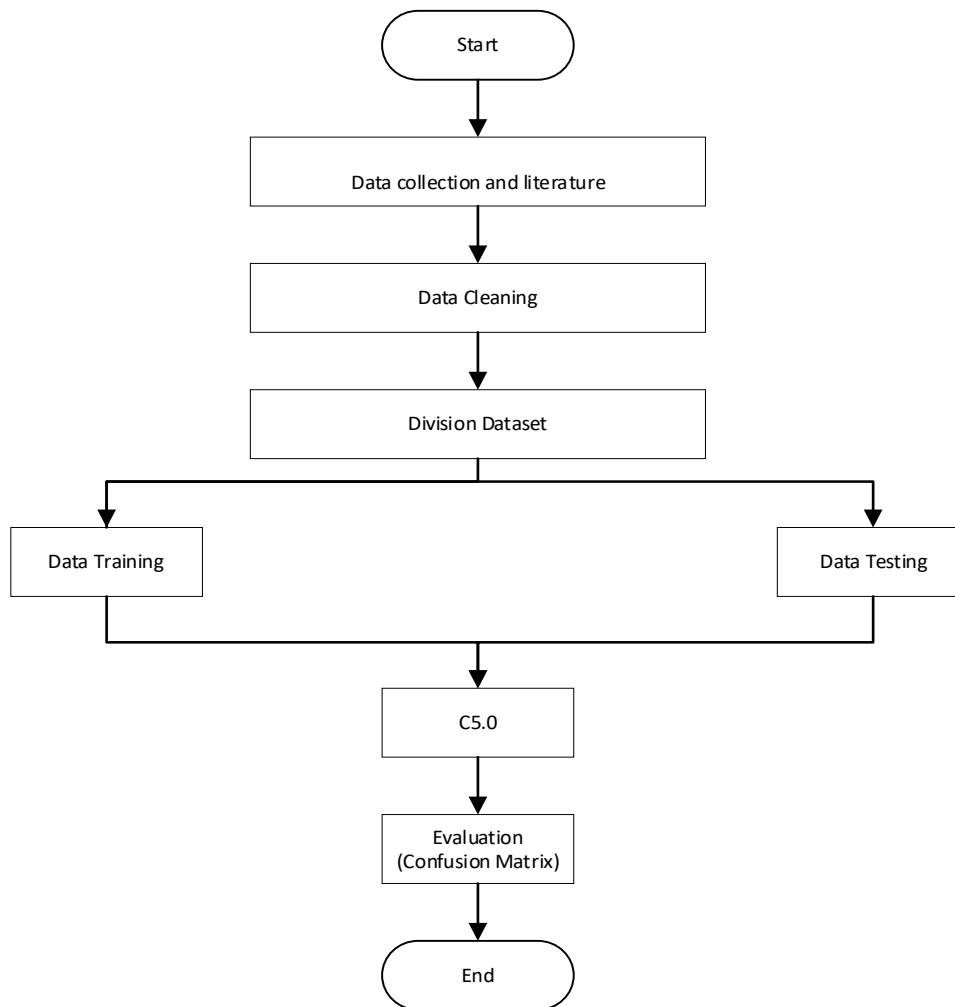 Start
Data collection and literature
Data Cleaning
Division Dataset
Data Training
Data Testing
C5.0
Evaluation
(Confusion Matrix)
End